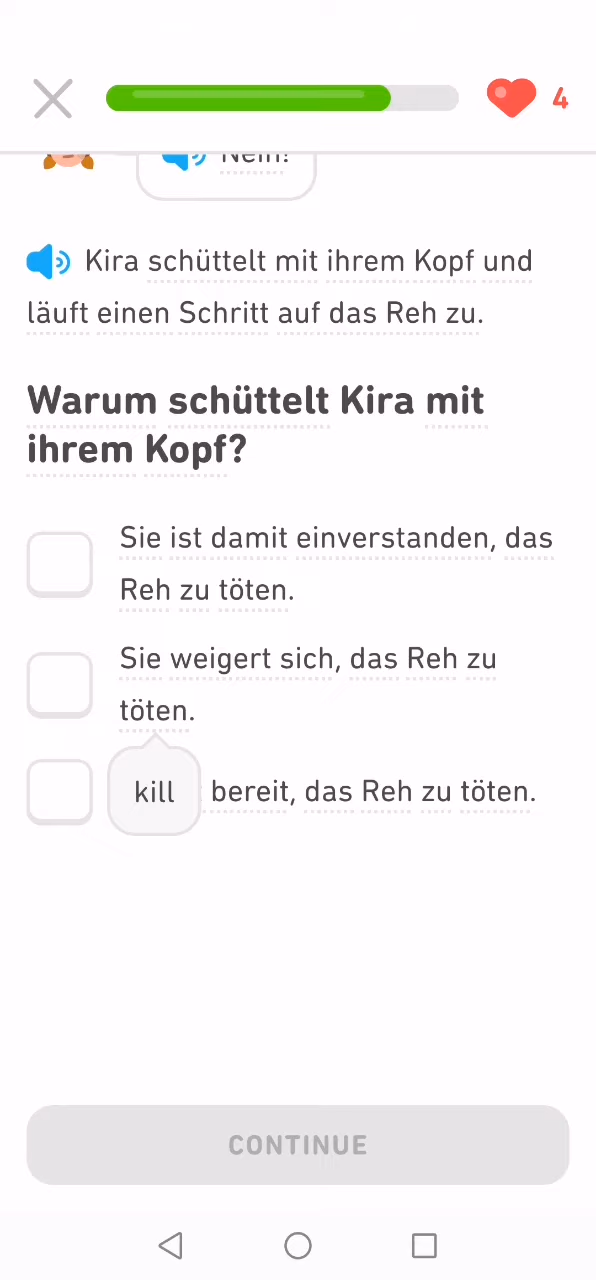 4
Nein!
Kira schüttelt mit ihrem Kopf und
läuft einen Schritt auf das Reh zu.
Warum schüttelt Kira mit
ihrem Kopf?
Sie ist damit einverstanden, das
Reh zu töten.
Sie weigert sich, das Reh zu
töten.
kill bereit, das Reh zu töten.
CONTINUE